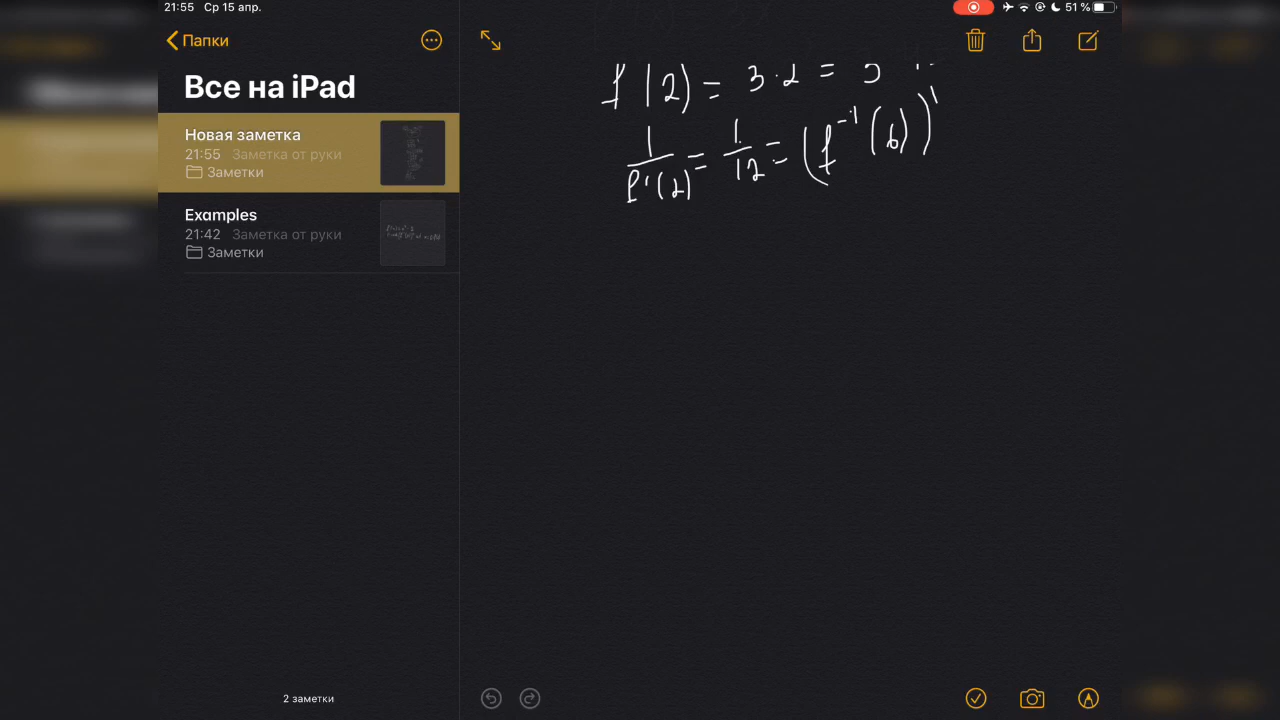 21:55 Ср 15 апр.
51 %
Папки
Все на iPad
Новая заметка
21:55 Заметка от руки
Заметки
Examples
21:42 Заметка от руки
Заметки
2 заметки
f'(2) = 3·2 = 3
1/f'(2) = 1/12 = (f⁻¹(6))'